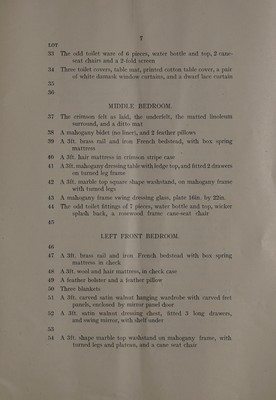 7
LOT
33 The odd toilet ware of 6 pieces, water bottle and top, 2 cane-
seat chairs and a 2-fold screen
34 Three toilet covers, table mat, printed cotton table cover, a pair
of white damask window curtains, and a dwarf lace curtain
35
36
MIDDLE BEDROOM.
37 The crimson felt as laid, the underfelt, the matted linoleum
surround, and a ditto mat
38 A mahogany bidet (no liner), and 2 feather pillows
39 A 3ft. brass rail and iron French bedstead, with box spring
mattress
40 A 3ft. hair mattress in crimson stripe case
41 A 3ft. mahogany dressing table with ledge top, and fitted 2 drawers
on turned leg frame
42 A 3ft. marble top square shape washstand, on mahogany frame
with turned legs
43 A mahogany frame swing dressing glass, plate 16in. by 22in.
44 The odd toilet fittings of 7 pieces, water bottle and top, wicker
splash back, a rosewood frame cane-seat chair
45
LEFT FRONT BEDROOM.
46
47 A 3ft. brass rail and iron French bedstead with box spring
mattress in check
48 A 3ft. wool and hair mattress, in check case
49 A feather bolster and a feather pillow
50 Three blankets
51 A 3ft. carved satin walnut hanging wardrobe with carved feet
panels, enclosed by mirror panel door
52 A 3ft. satin walnut dressing chest, fitted 3 long drawers,
and swing mirror, with shelf under
53
54 A 3ft. shape marble top washstand on mahogany frame, with
turned legs and plateau, and a cane seat chair